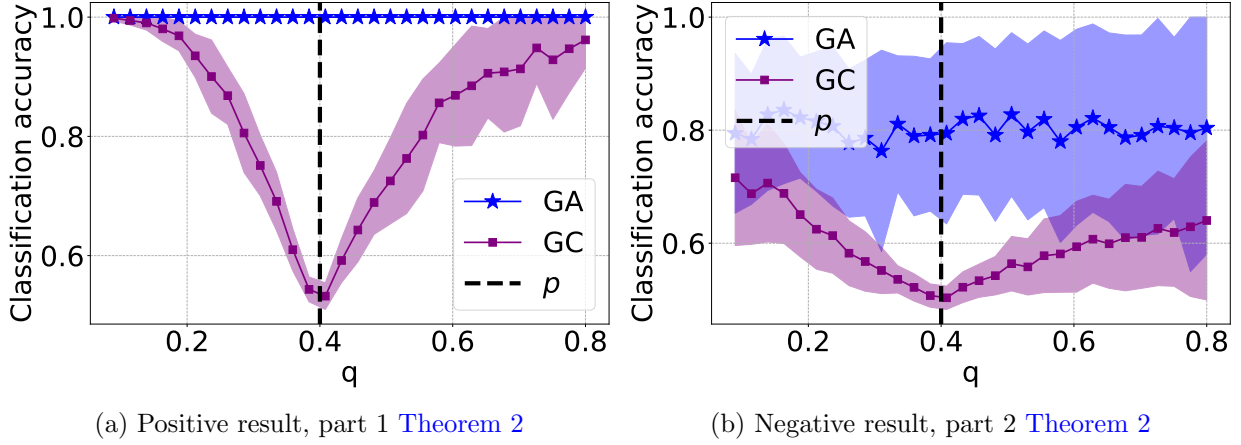 Classification accuracy
1.0
0.8
0.6
GA
GC
p
0.2
0.4
0.6
0.8
q
(a) Positive result, part 1 Theorem 2
Classification accuracy
1.0
0.8
0.6
GA
GC
p
0.2
0.4
0.6
0.8
q
(b) Negative result, part 2 Theorem 2